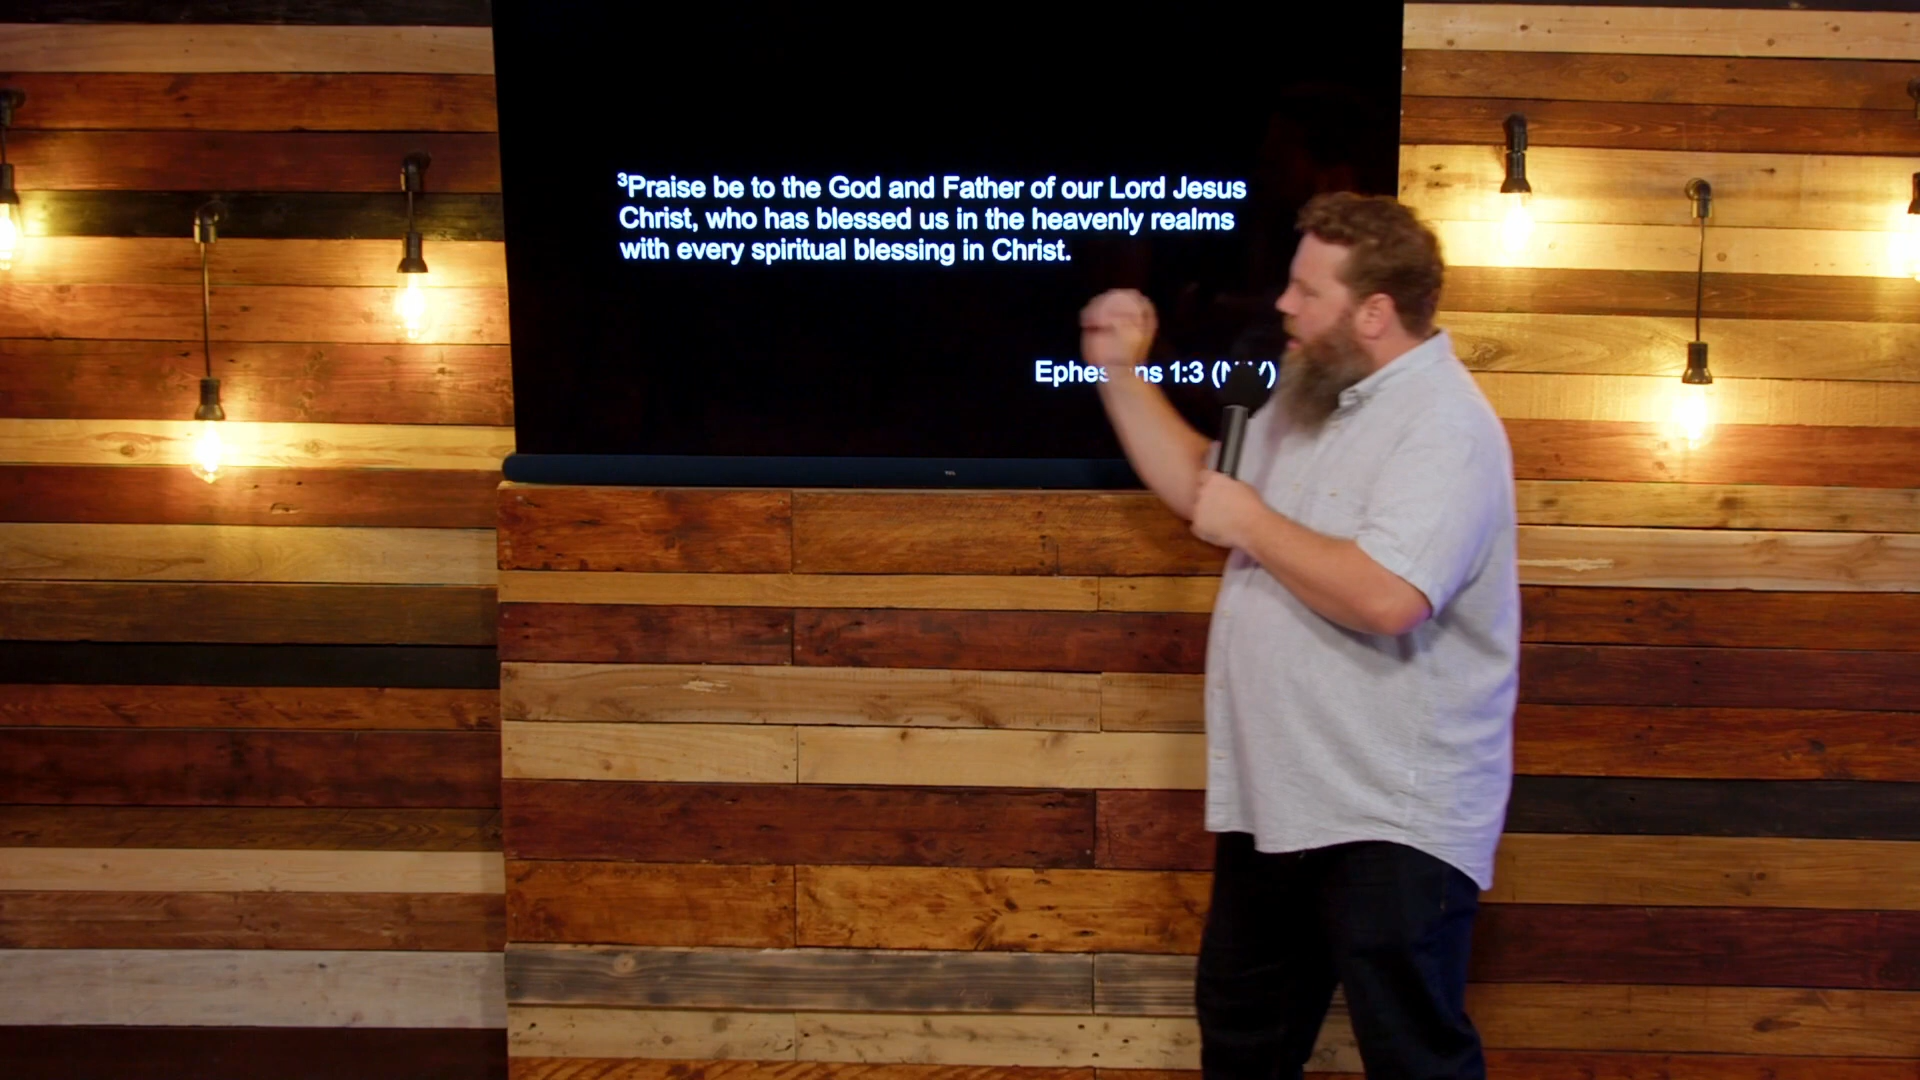 ³Praise be to the God and Father of our Lord Jesus
Christ, who has blessed us in the heavenly realms
with every spiritual blessing in Christ.
1:3
TCL